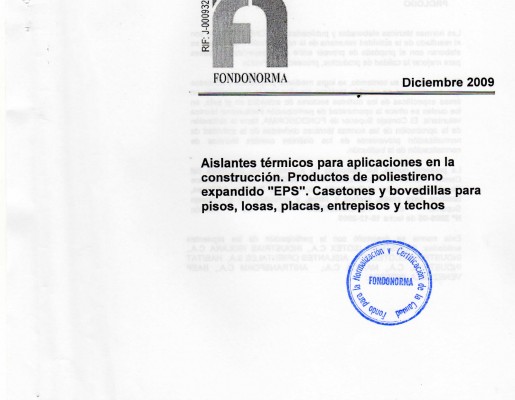 RIF: J-000932
FONDONORMA
Diciembre 2009
Aislantes térmicos para aplicaciones en la
construcción. Productos de poliestireno
expandido "EPS". Casetones y bovedillas para
pisos, losas, placas, entrepisos y techos
Fondo para la Normalización y Certificación de la Calidad
FONDONORMA